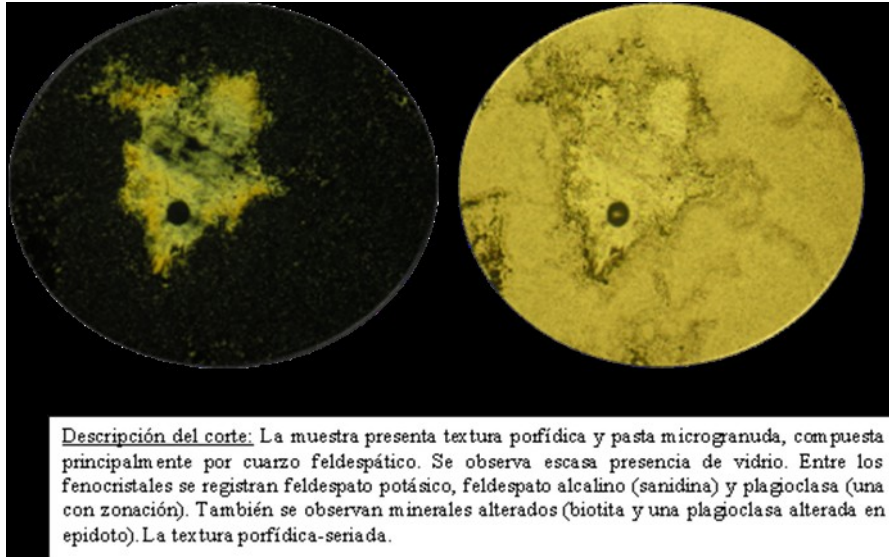 Descripción del corte: La muestra presenta textura porfídica y pasta microgranuda, compuesta
principalmente por cuarzo feldespático. Se observa escasa presencia de vidrio. Entre los
fenocristales se registran feldespato potásico, feldespato alcalino (sanidina) y plagioclasa (una
con zonación). También se observan minerales alterados (biotita y una plagioclasa alterada en
epidoto). La textura porfídica-seriada.